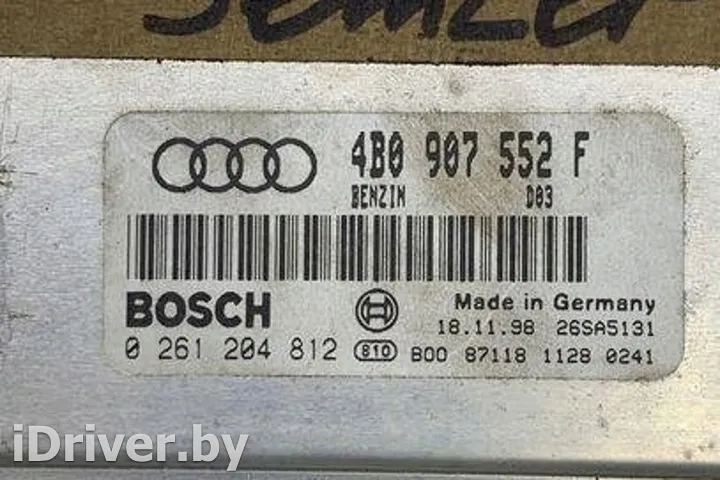 4B0 907 552 F
BENZIN D03
BOSCH
Made in Germany
18.11.98 26SA5131
0 261 204 812 810 B00 87118 1128 0241
iDriver.by